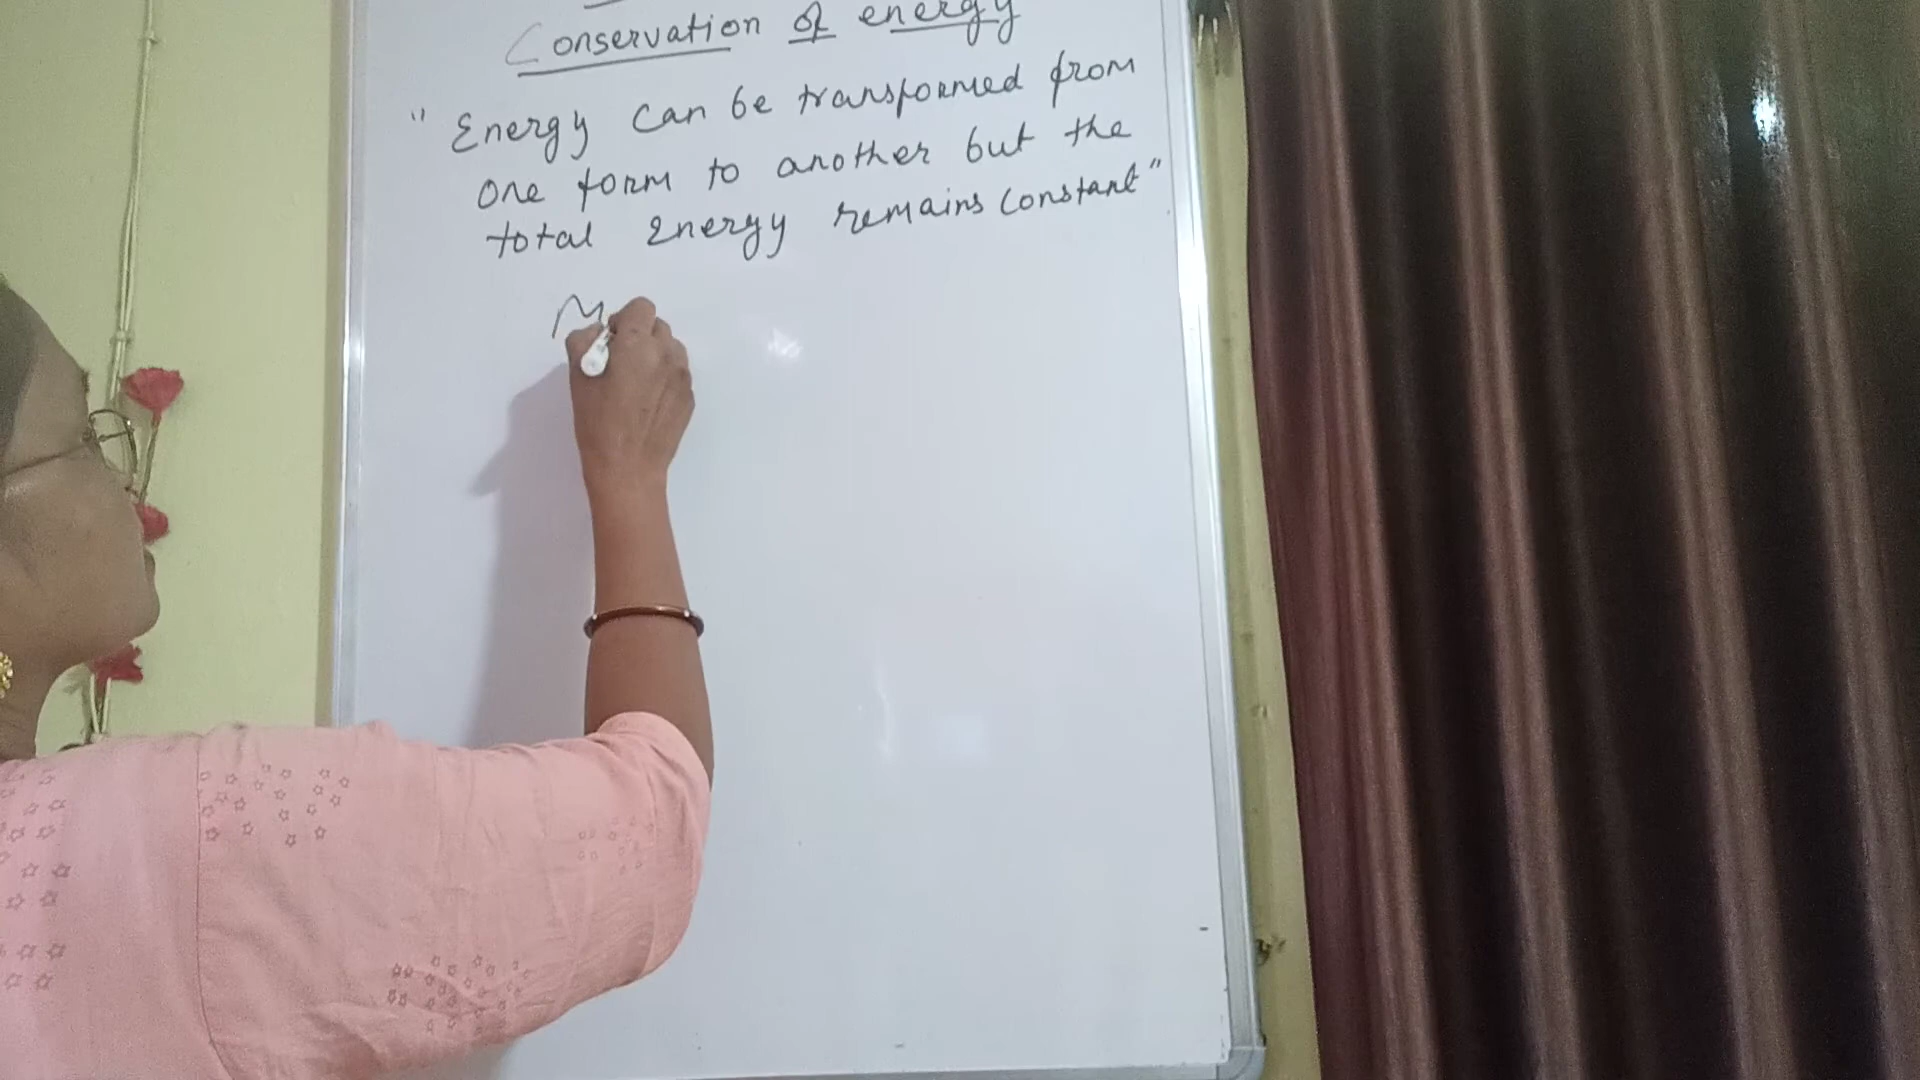 Conservation of energy
" Energy can be transformed from
one form to another but the
total energy remains constant"
M